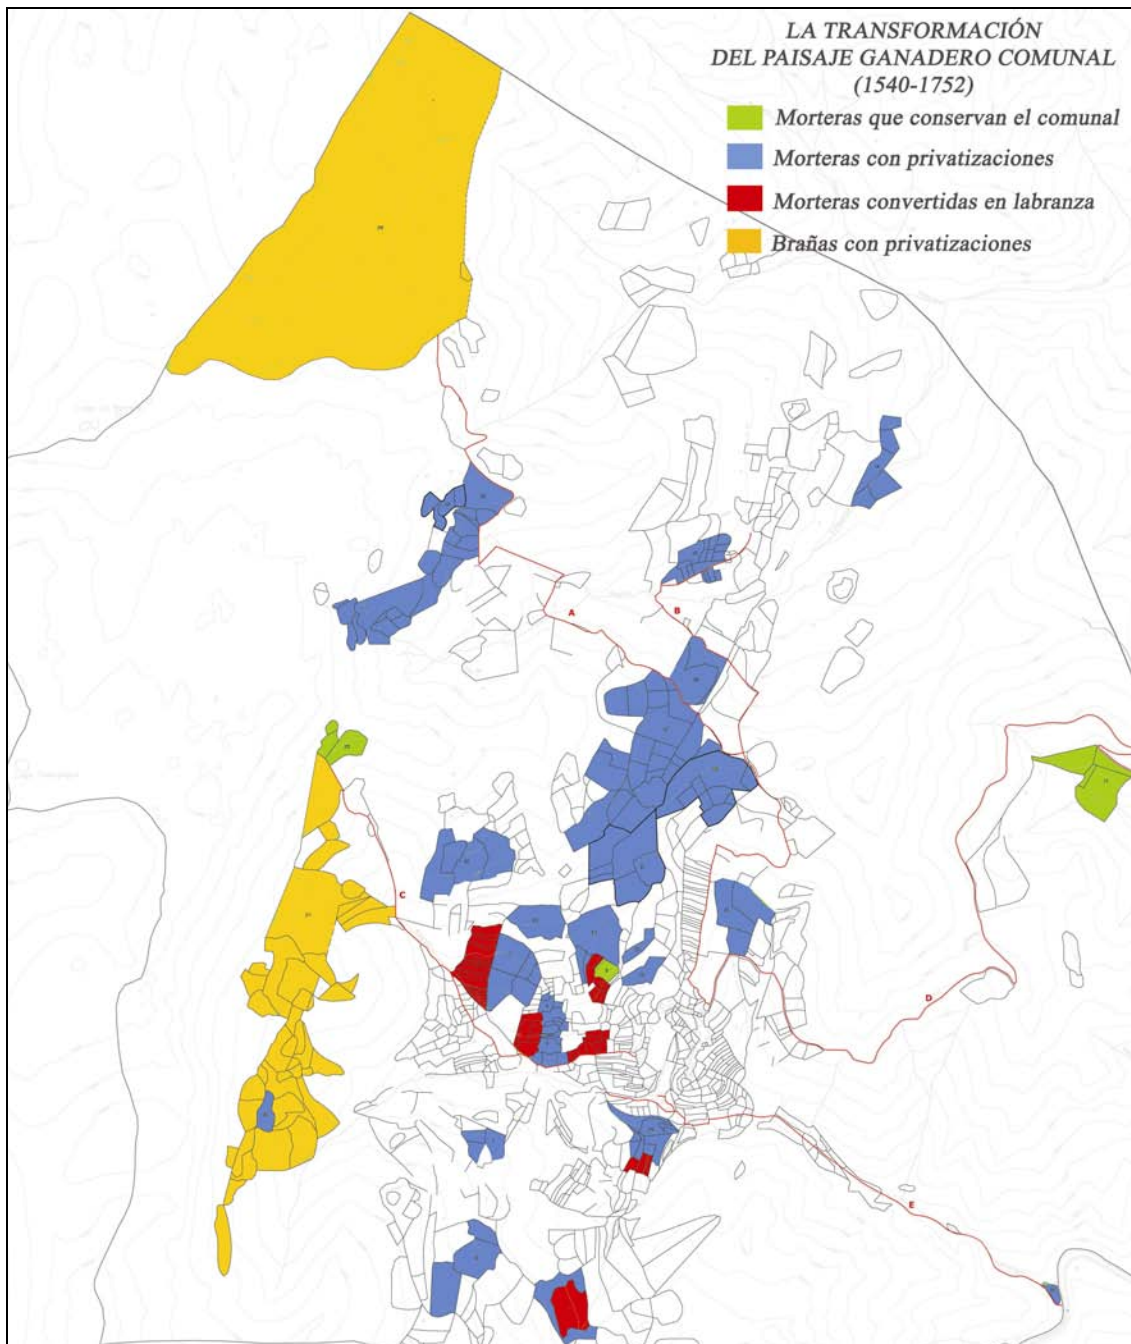 LA TRANSFORMACIÓN
DEL PAISAJE GANADERO COMUNAL
(1540-1752)
Morteras que conservan el comunal
Morteras con privatizaciones
Morteras convertidas en labranza
Brañas con privatizaciones
A
B
C
D
E